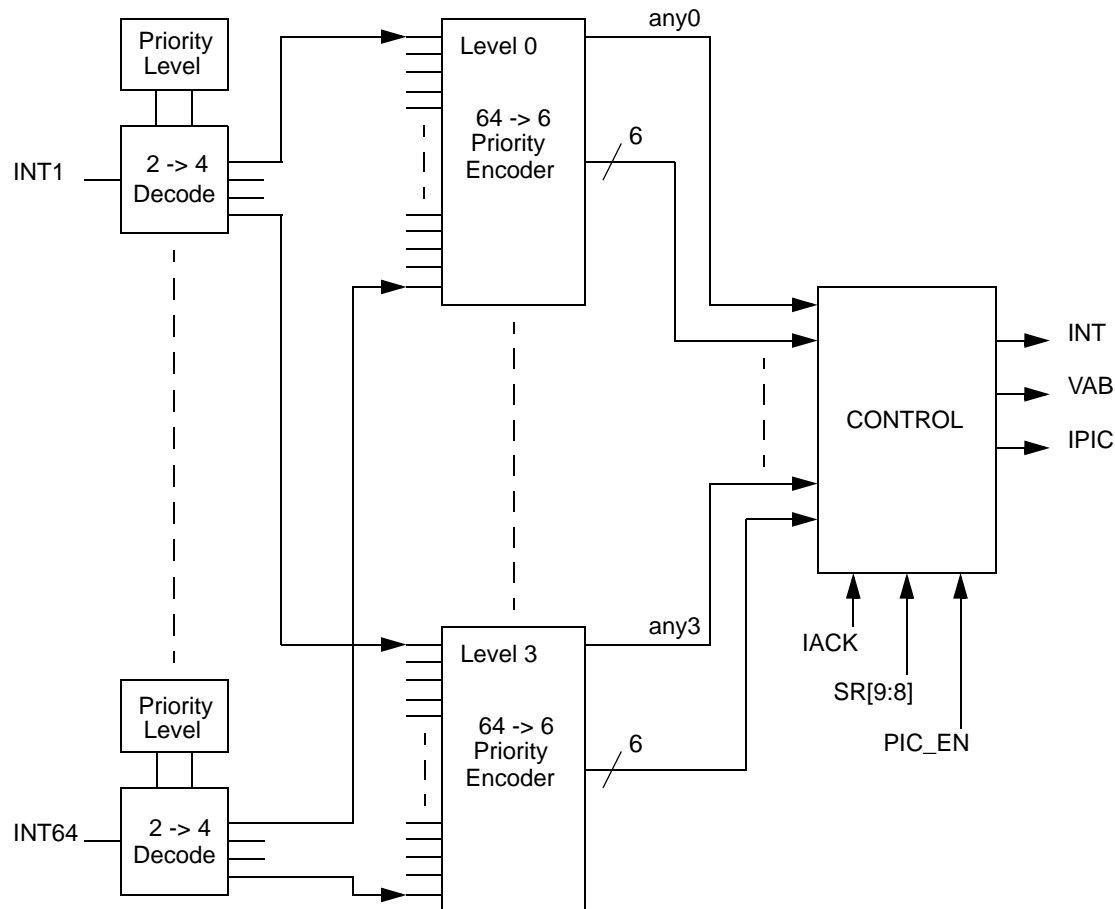 Priority
Level
INT1
2 -> 4
Decode
Level 0
64 -> 6
Priority
Encoder
any0
6
CONTROL
INT
VAB
IPIC
IACK
SR[9:8]
PIC_EN
Priority
Level
INT64
2 -> 4
Decode
Level 3
64 -> 6
Priority
Encoder
any3
6